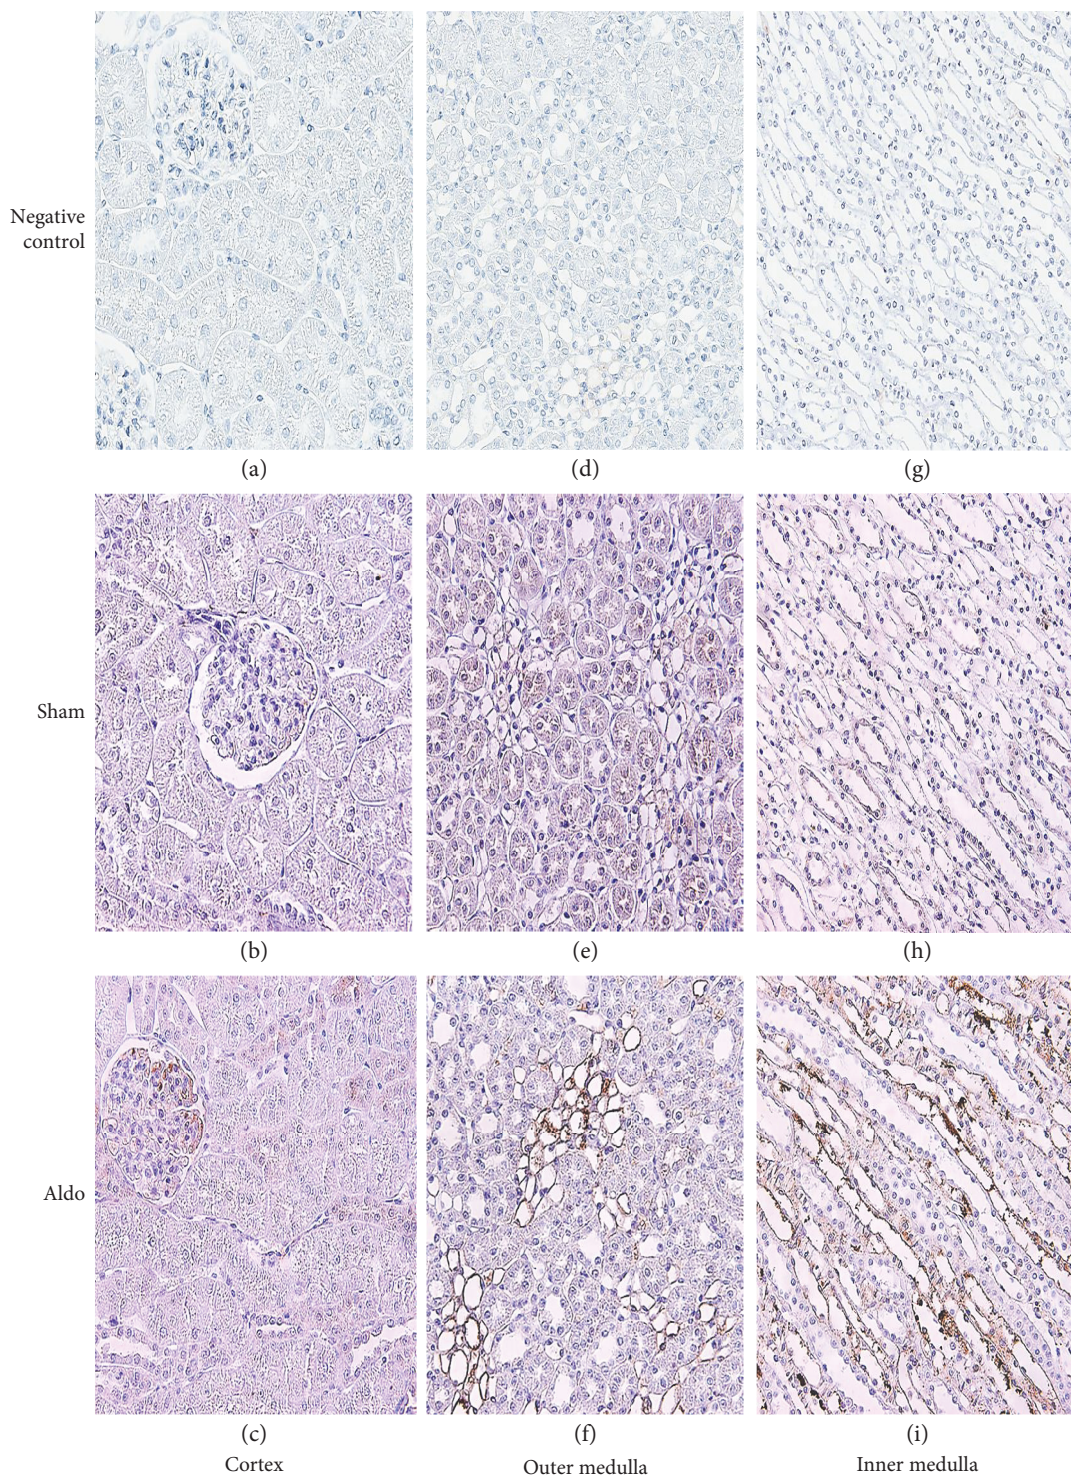 Negative
control
(a)
(d)
(g)
Sham
(b)
(e)
(h)
Aldo
(c)
(f)
(i)
Cortex
Outer medulla
Inner medulla